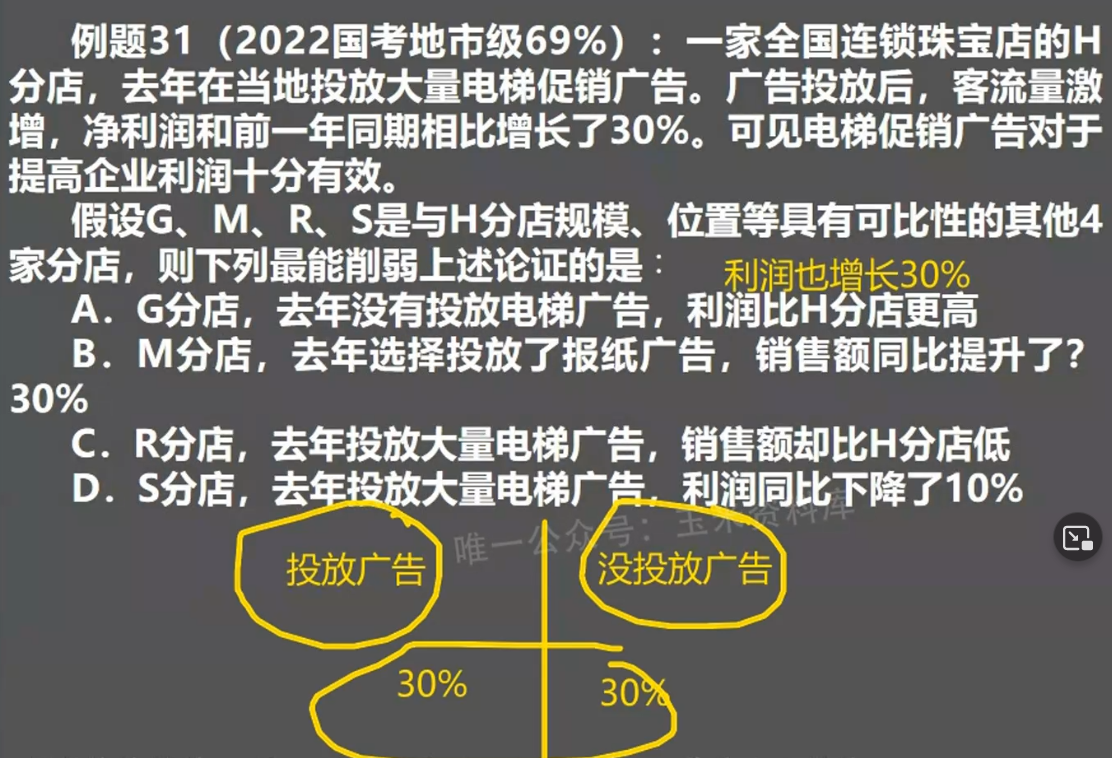 例题31（2022国考地市级69%）：一家全国连锁珠宝店的H
分店，去年在当地投放大量电梯促销广告。广告投放后，客流量激
增，净利润和前一年同期相比增长了30%。可见电梯促销广告对于
提高企业利润十分有效。
假设G、M、R、S是与H分店规模、位置等具有可比性的其他4
家分店，则下列最能削弱上述论证的是：
利润也增长30%
A．G分店，去年没有投放电梯广告，利润比H分店更高
B．M分店，去年选择投放了报纸广告，销售额同比提升了？
30%
C．R分店，去年投放大量电梯广告，销售额却比H分店低
D．S分店，去年投放大量电梯广告，利润同比下降了10%
唯一公众号：玉米资料库
投放广告
没投放广告
30%
30%